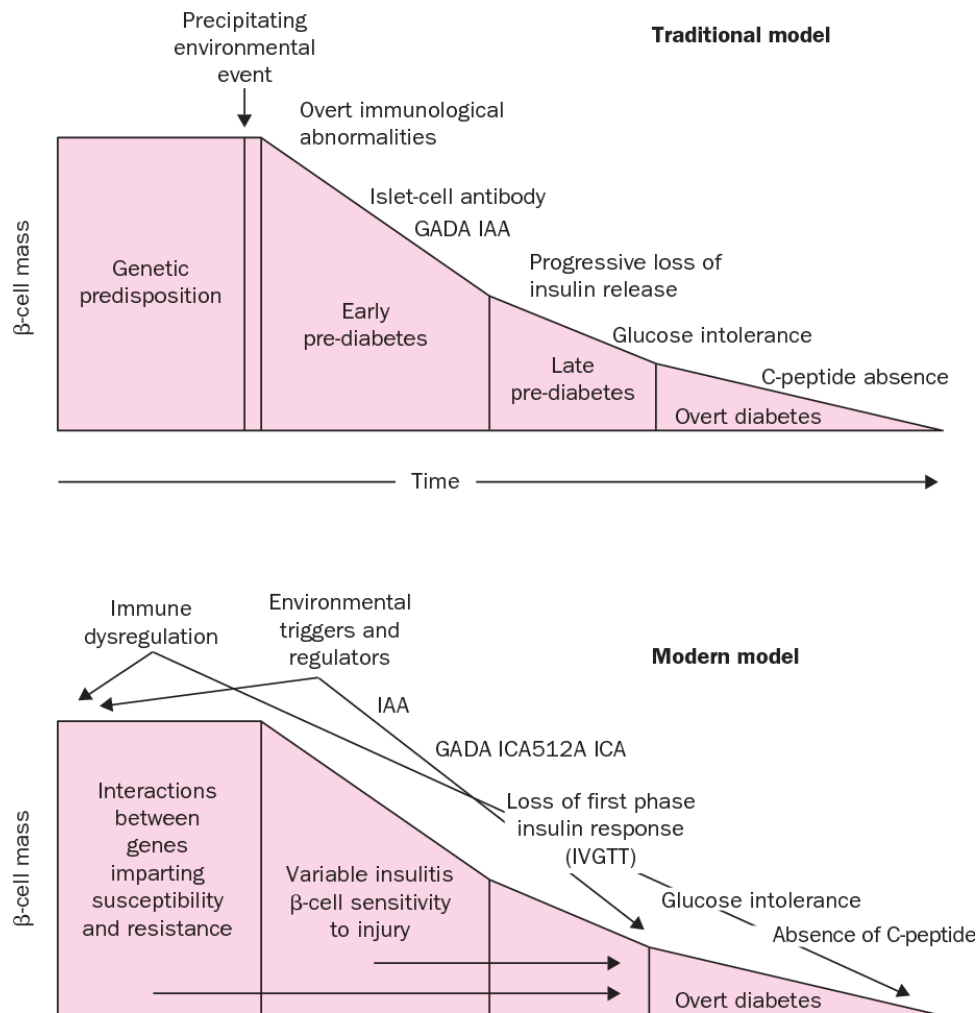 Precipitating
environmental
event
Traditional model
Overt immunological
abnormalities
Islet-cell antibody
GADA IAA
Progressive loss of
insulin release
Glucose intolerance
C-peptide absence
β-cell mass
Genetic
predisposition
Early
pre-diabetes
Late
pre-diabetes
Overt diabetes
Time
Immune
dysregulation
Environmental
triggers and
regulators
Modern model
IAA
GADA ICA512A ICA
Loss of first phase
insulin response
(IVGTT)
Glucose intolerance
Absence of C-peptide
β-cell mass
Interactions
between
genes
imparting
susceptibility
and resistance
Variable insulitis
β-cell sensitivity
to injury
Overt diabetes